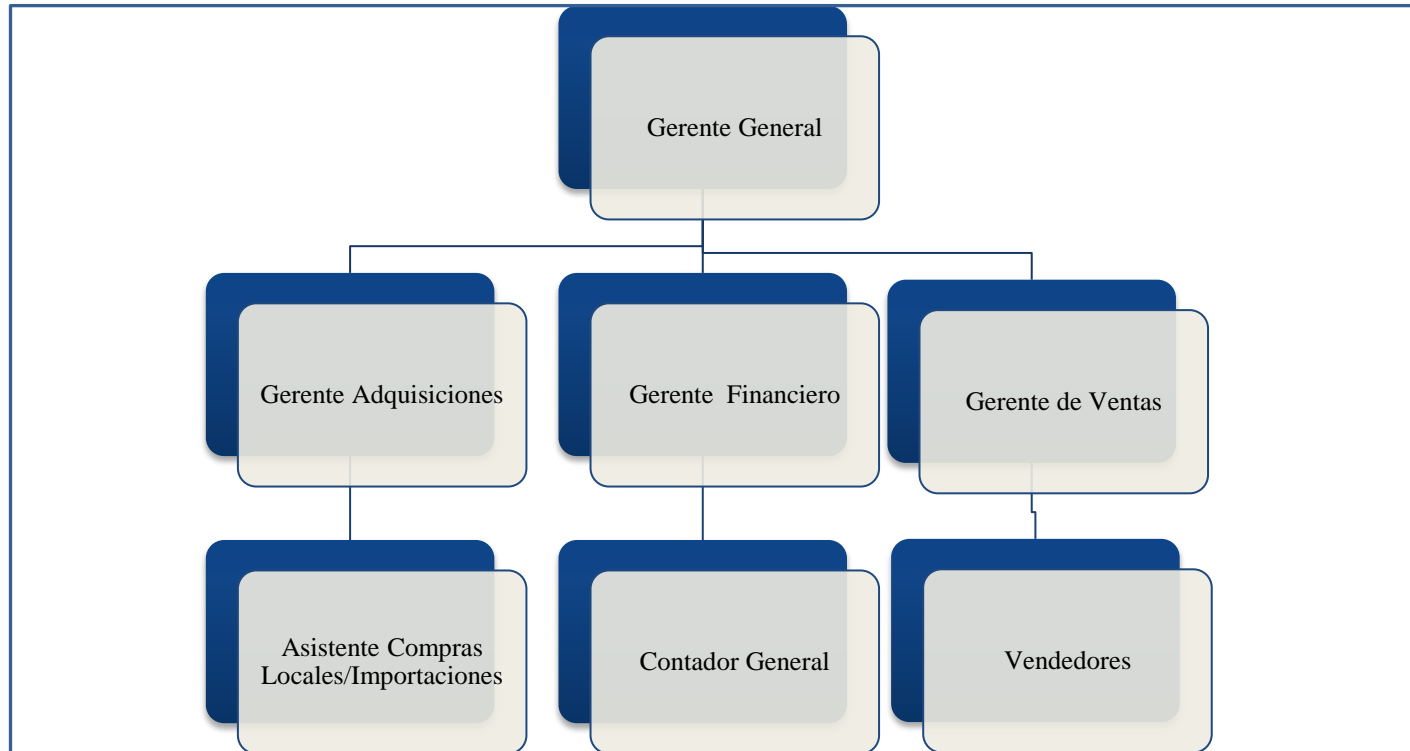 Gerente General
Gerente Adquisiciones
Gerente Financiero
Gerente de Ventas
Asistente Compras
Locales/Importaciones
Contador General
Vendedores